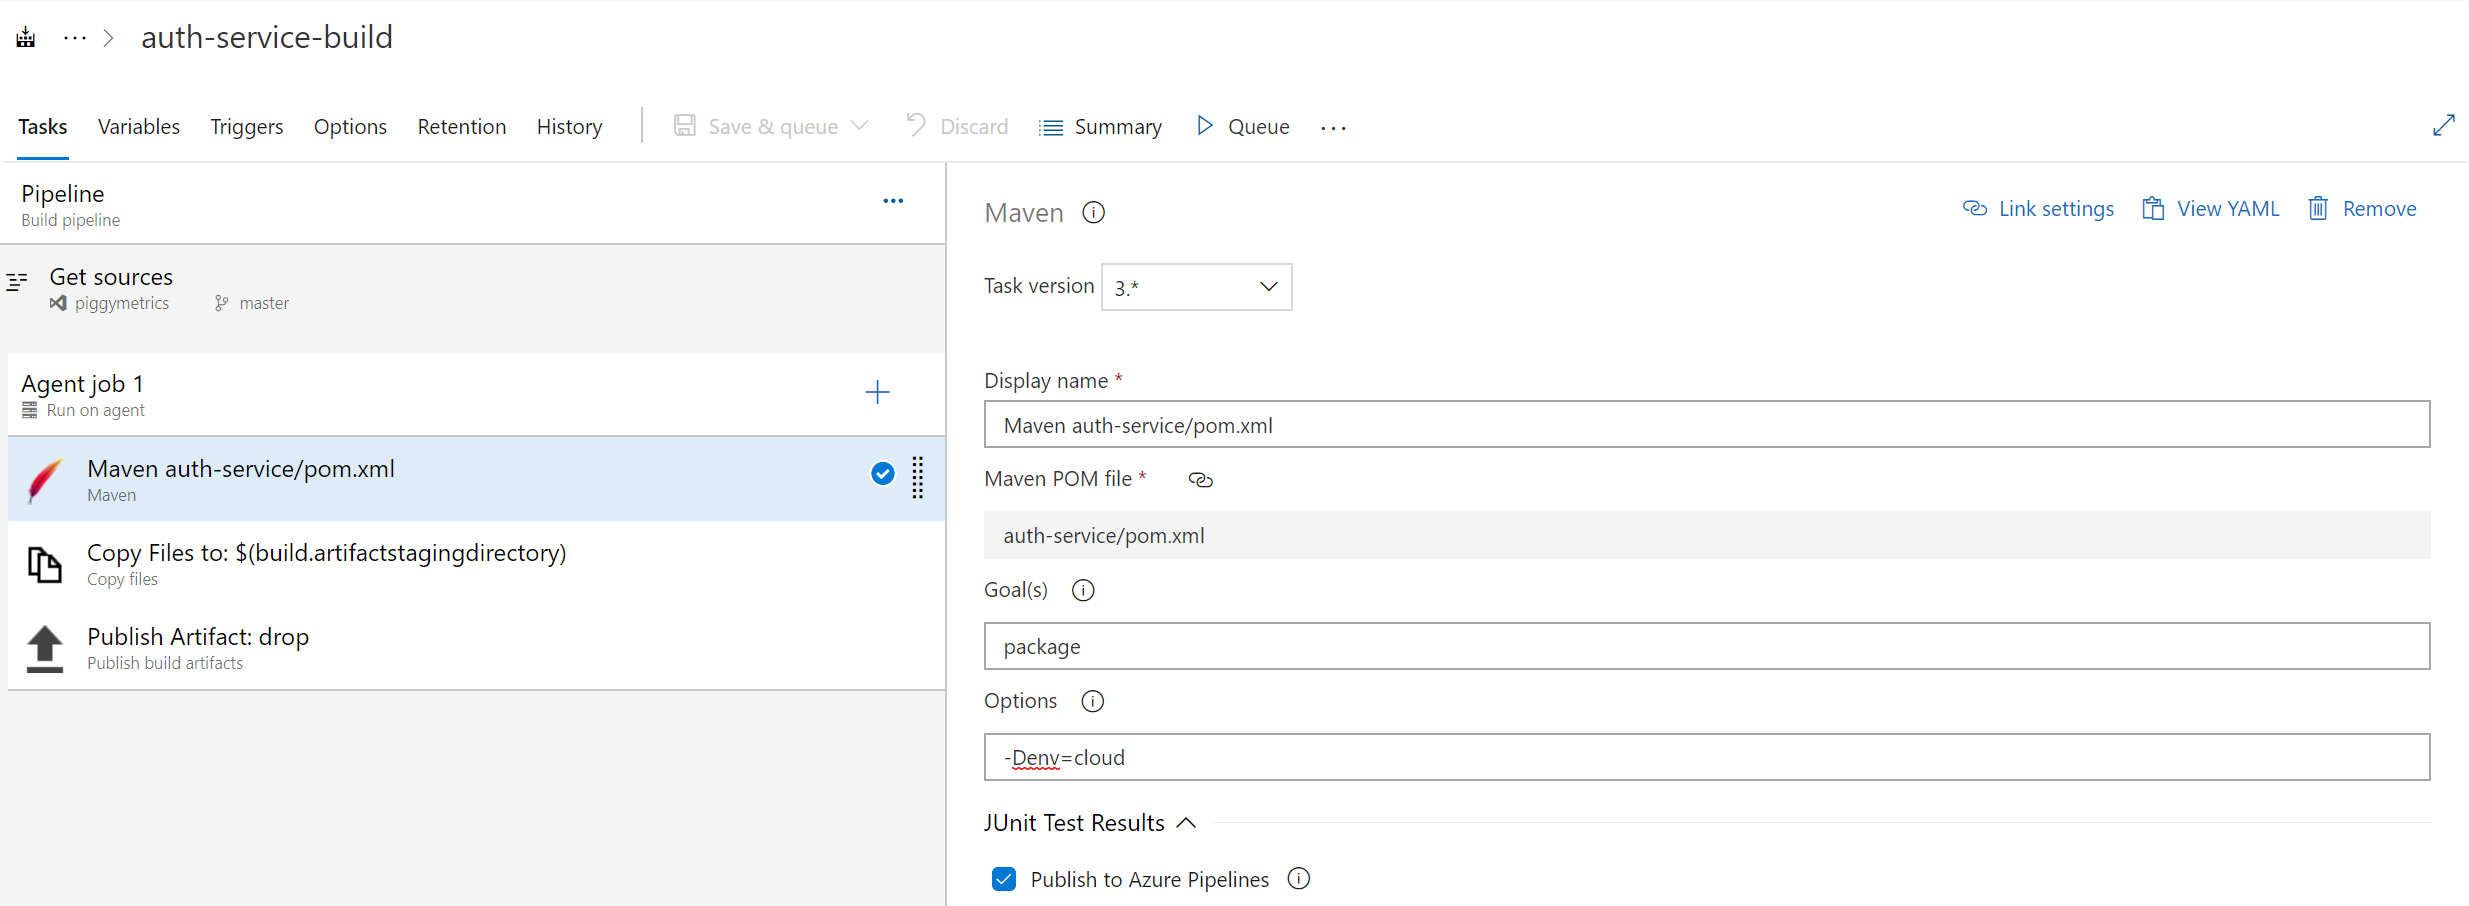 auth-service-build
Tasks Variables Triggers Options Retention History Save & queue Discard Summary Queue ...
Pipeline
Build pipeline
Get sources
piggymetrics master
Agent job 1
Run on agent
Maven auth-service/pom.xml
Maven
Copy Files to: $(build.artifactstagingdirectory)
Copy files
Publish Artifact: drop
Publish build artifacts
Maven
Link settings View YAML Remove
Task version 3.*
Display name *
Maven auth-service/pom.xml
Maven POM file *
auth-service/pom.xml
Goal(s)
package
Options
-Denv=cloud
JUnit Test Results
Publish to Azure Pipelines